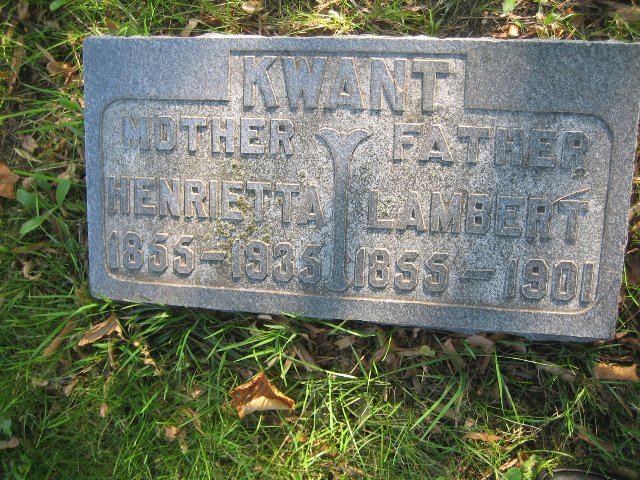 KWANT
MOTHER
HENRIETTA
1855-1935
FATHER
LAMBERT
1855-1901